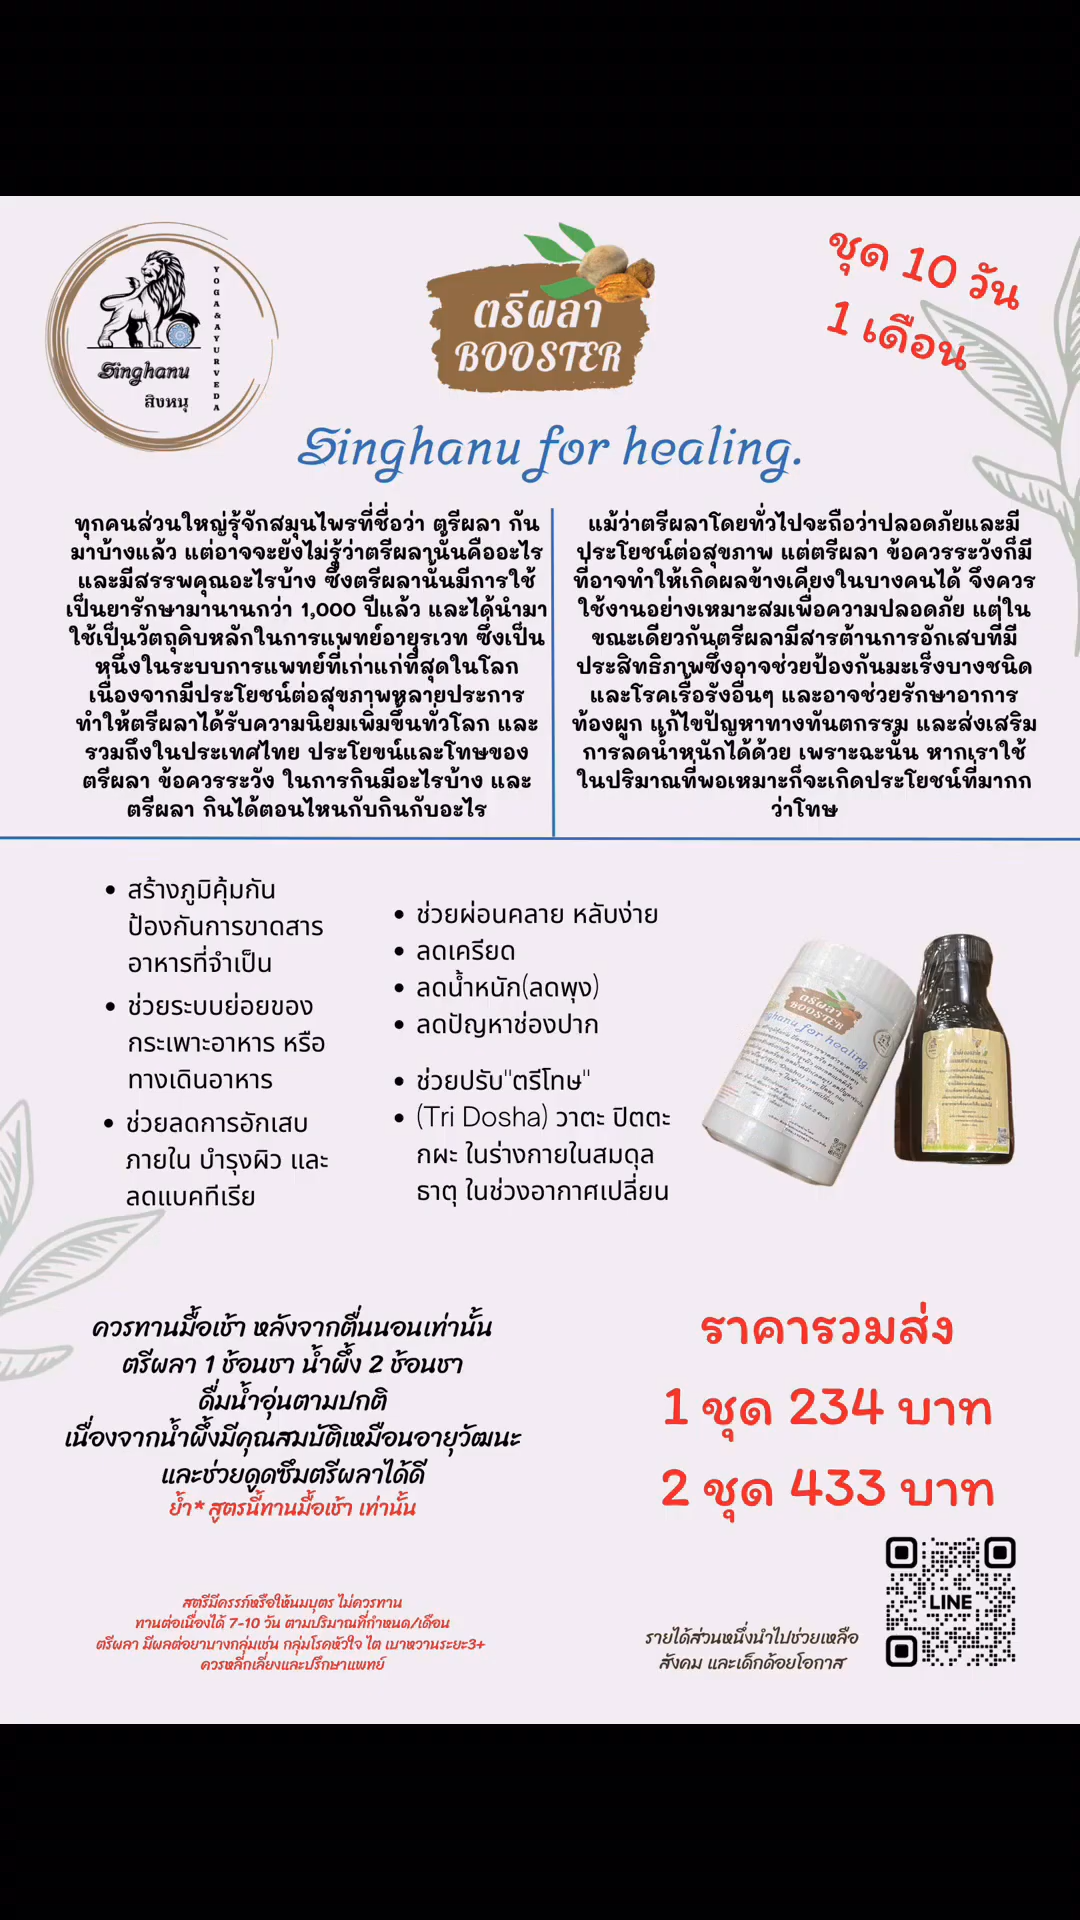 YOGA&AYURVEDA
Singhanu
สิงหนุ
ตรีผลา
BOOSTER
ชุด 10 วัน
1 เดือน
Singhanu for healing.
ทุกคนส่วนใหญ่รู้จักสมุนไพรที่ชื่อว่า ตรีผลา กัน
มาบ้างแล้ว แต่อาจจะยังไม่รู้ว่าตรีผลานั้นคืออะไร
และมีสรรพคุณอะไรบ้าง ซึ่งตรีผลานั้นมีการใช้
เป็นยารักษามานานกว่า 1,000 ปีแล้ว และได้นำมา
ใช้เป็นวัตถุดิบหลักในการแพทย์อายุรเวท ซึ่งเป็น
หนึ่งในระบบการแพทย์ที่เก่าแก่ที่สุดในโลก
เนื่องจากมีประโยชน์ต่อสุขภาพหลายประการ
ทำให้ตรีผลาได้รับความนิยมเพิ่มขึ้นทั่วโลก และ
รวมถึงในประเทศไทย ประโยขน์และโทษของ
ตรีผลา ข้อควรระวัง ในการกินมีอะไรบ้าง และ
ตรีผลา กินได้ตอนไหนกับกินกับอะไร
แม้ว่าตรีผลาโดยทั่วไปจะถือว่าปลอดภัยและมี
ประโยชน์ต่อสุขภาพ แต่ตรีผลา ข้อควรระวังก็มี
ที่อาจทำให้เกิดผลข้างเคียงในบางคนได้ จึงควร
ใช้งานอย่างเหมาะสมเพื่อความปลอดภัย แต่ใน
ขณะเดียวกันตรีผลามีสารต้านการอักเสบที่มี
ประสิทธิภาพซึ่งอาจช่วยป้องกันมะเร็งบางชนิด
และโรคเรื้อรังอื่นๆ และอาจช่วยรักษาอาการ
ท้องผูก แก้ไขปัญหาทางทันตกรรม และส่งเสริม
การลดน้ำหนักได้ด้วย เพราะฉะนั้น หากเราใช้
ในปริมาณที่พอเหมาะก็จะเกิดประโยชน์ที่มากก
ว่าโทษ
• สร้างภูมิคุ้มกัน
ป้องกันการขาดสาร
อาหารที่จำเป็น
• ช่วยระบบย่อยของ
กระเพาะอาหาร หรือ
ทางเดินอาหาร
• ช่วยลดการอักเสบ
ภายใน บำรุงผิว และ
ลดแบคทีเรีย
• ช่วยผ่อนคลาย หลับง่าย
• ลดเครียด
• ลดน้ำหนัก(ลดพุง)
• ลดปัญหาช่องปาก
• ช่วยปรับ"ตรีโทษ"
• (Tri Dosha) วาตะ ปิตตะ
กผะ ในร่างกายในสมดุล
ธาตุ ในช่วงอากาศเปลี่ยน
ตรีผลา
BOOSTER
nghanu for healing.
ควรทานมื้อเช้า หลังจากตื่นนอนเท่านั้น
ตรีผลา 1 ช้อนชา น้ำผึ้ง 2 ช้อนชา
ดื่มน้ำอุ่นตามปกติ
เนื่องจากน้ำผึ้งมีคุณสมบัติเหมือนอายุวัฒนะ
และช่วยดูดซึมตรีผลาได้ดี
ย้ำ* สูตรนี้ทานมื้อเช้า เท่านั้น
ราคารวมส่ง
1 ชุด 234 บาท
2 ชุด 433 บาท
สตรีมีครรภ์หรือให้นมบุตร ไม่ควรทาน
ทานต่อเนื่องได้ 7-10 วัน ตามปริมาณที่กำหนด/เดือน
ตรีผลา มีผลต่อยาบางกลุ่มเช่น กลุ่มโรคหัวใจ ไต เบาหวานระยะ3+
ควรหลีกเลี่ยงและปรึกษาแพทย์
รายได้ส่วนหนึ่งนำไปช่วยเหลือ
สังคม และเด็กด้อยโอกาส
LINE